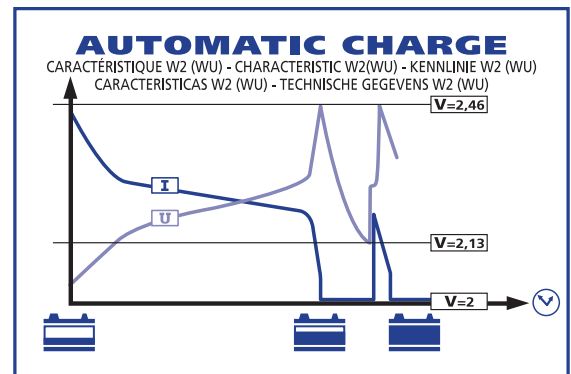 AUTOMATIC CHARGE
CARACTÉRISTIQUE W2 (WU) - CHARACTERISTIC W2(WU) - KENNLINIE W2 (WU)
CARACTERISTICAS W2 (WU) - TECHNISCHE GEGEVENS W2 (WU)
V=2,46
I
U
V=2,13
V=2